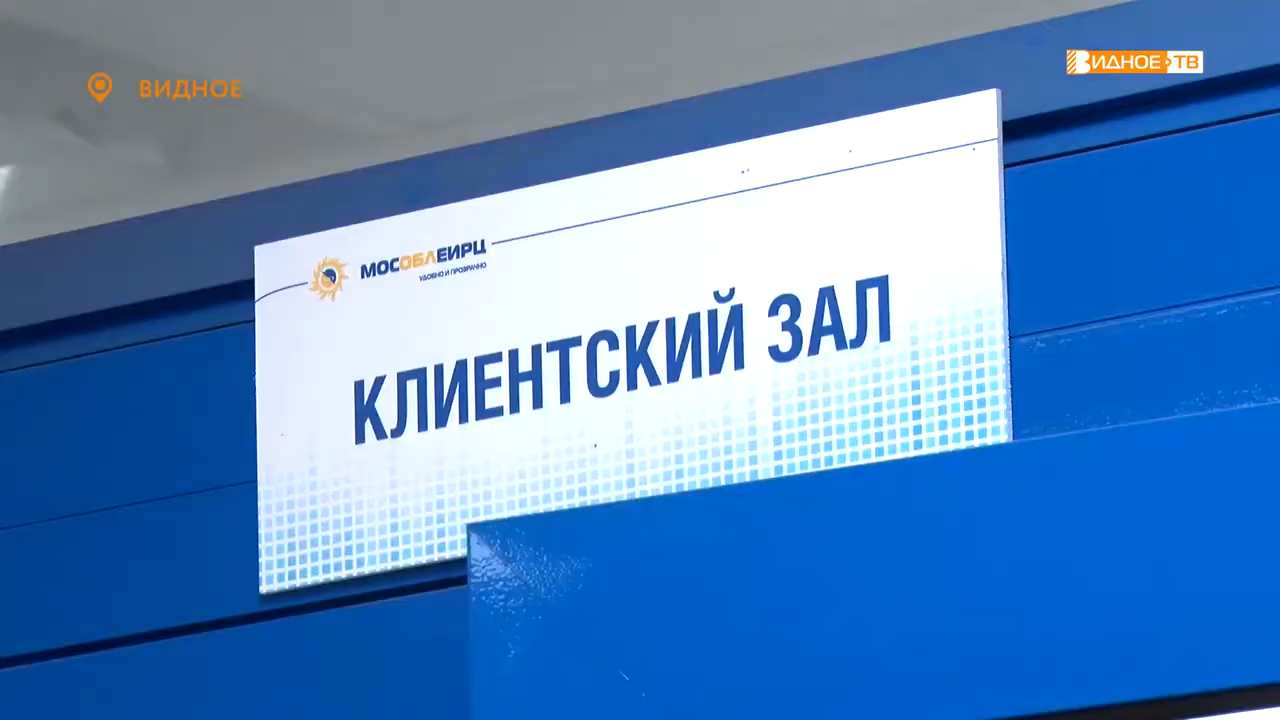 ВИДНОЕ
ВИДНОЕ ТВ
МОСОБЛЕИРЦ
УДОБНО И ПРОЗРАЧНО
КЛИЕНТСКИЙ ЗАЛ